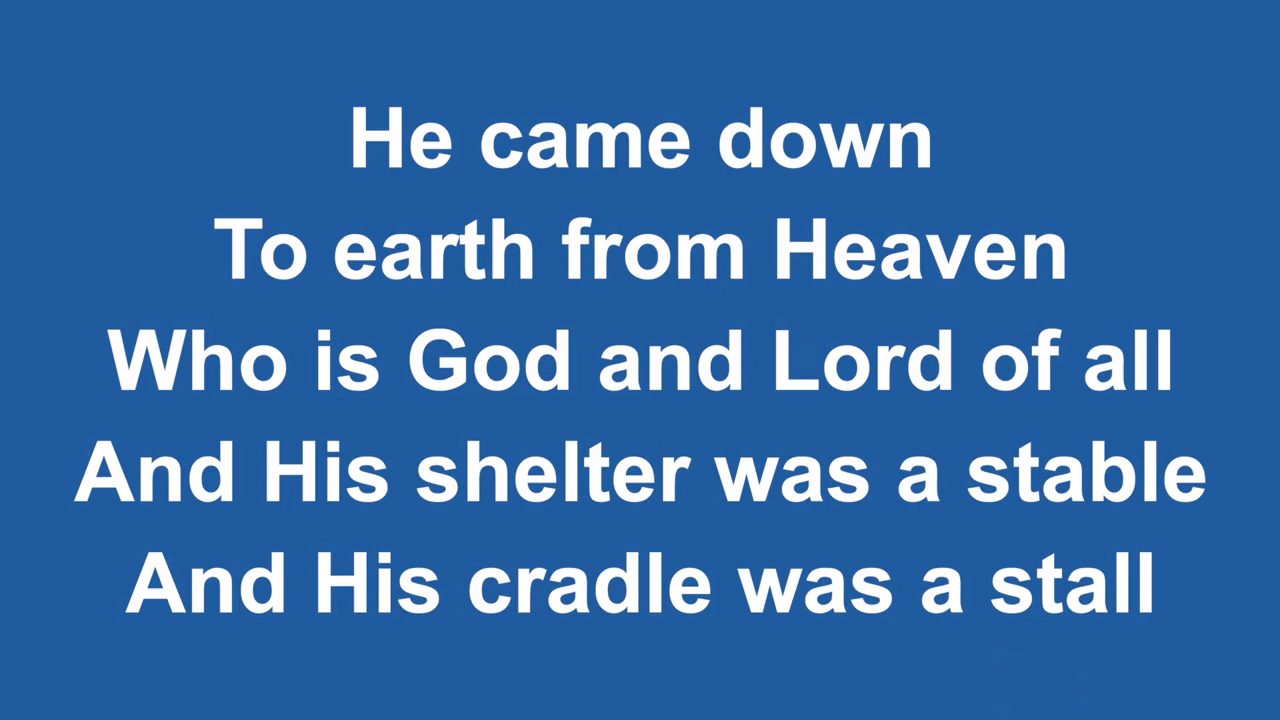 He came down
To earth from Heaven
Who is God and Lord of all
And His shelter was a stable
And His cradle was a stall